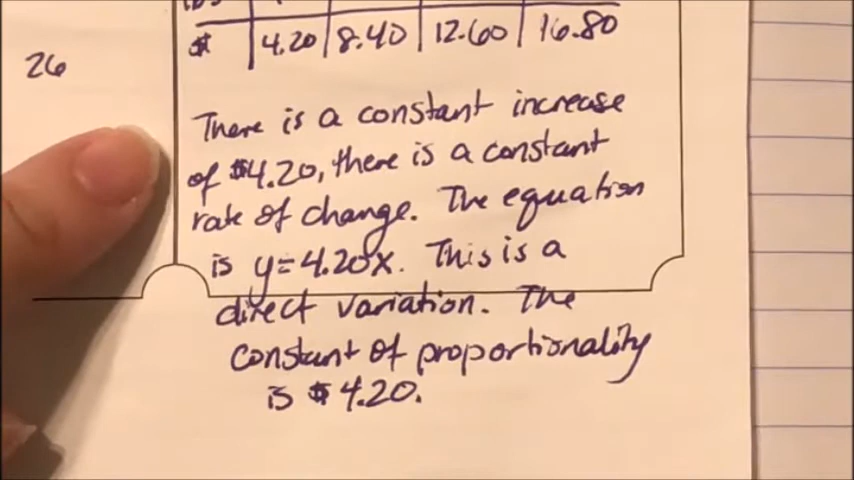 lbs
$ 4.20 8.40 12.60 16.80
26
There is a constant increase
of $4.20, there is a constant
rate of change. The equation
is y=4.20x. This is a
direct variation. The
constant of proportionality
is $4.20.